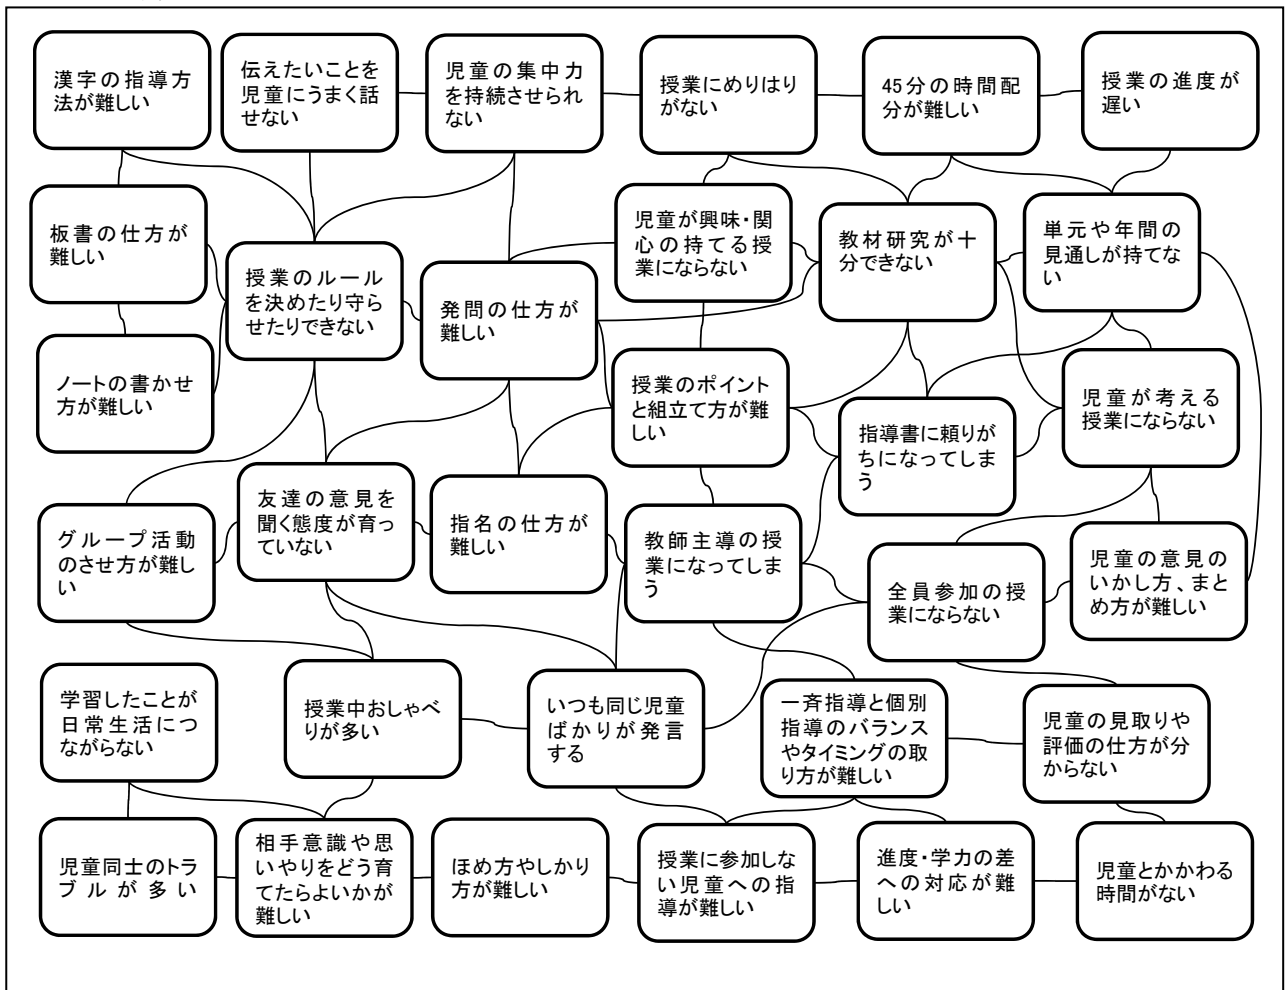 漢字の指導方
法が難しい
伝えたいことを
児童にうまく話
せない
児童の集中力
を持続させられ
ない
授業にめりはり
がない
45分の時間配
分が難しい
授業の進度が
遅い
板書の仕方が
難しい
授業のルール
を決めたり守ら
せたりできない
発問の仕方が
難しい
児童が興味・関
心の持てる授
業にならない
教材研究が十
分できない
単元や年間の
見通しが持てな
い
ノートの書かせ
方が難しい
授業のポイント
と組立て方が難
しい
指導書に頼りが
ちになってしま
う
児童が考える
授業にならない
グループ活動
のさせ方が難し
い
友達の意見を
聞く態度が育っ
ていない
指名の仕方が
難しい
教師主導の授
業になってしま
う
全員参加の授
業にならない
児童の意見の
いかし方、まと
め方が難しい
学習したことが
日常生活につ
ながらない
授業中おしゃべ
りが多い
いつも同じ児童
ばかりが発言
する
一斉指導と個別
指導のバランス
やタイミングの取
り方が難しい
児童の見取りや
評価の仕方が分
からない
児童同士のトラ
ブルが多い
相手意識や思
いやりをどう育
てたらよいかが
難しい
ほめ方やしかり
方が難しい
授業に参加しな
い児童への指
導が難しい
進度・学力の差
への対応が難
しい
児童とかかわる
時間がない